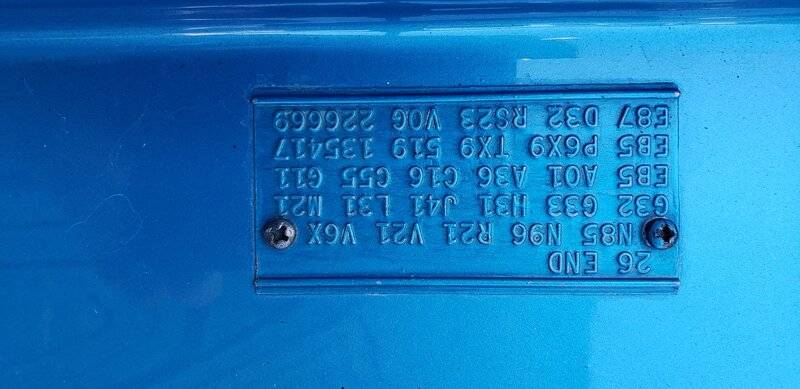 26 END
N85 N96 R21 V21 V6X
G32 G33 H31 J41 L31 M21
EB5 A01 A36 C16 C55 G11
EB5 P6X9 TX9 519 135417
E87 D32 RS23 V0G 226669